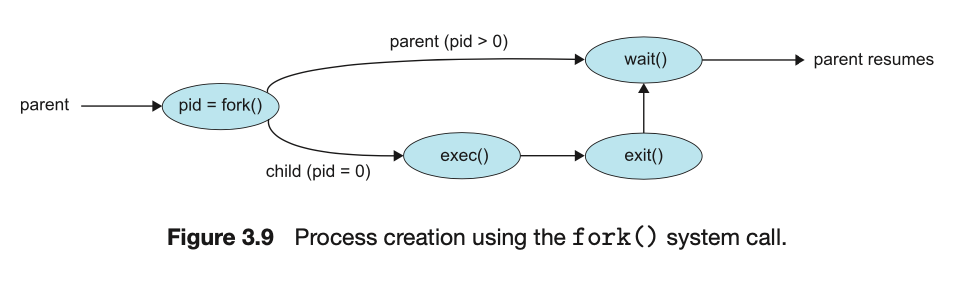 parent (pid > 0)
parent
pid = fork()
wait()
parent resumes
child (pid = 0)
exec()
exit()
Figure 3.9 Process creation using the fork() system call.